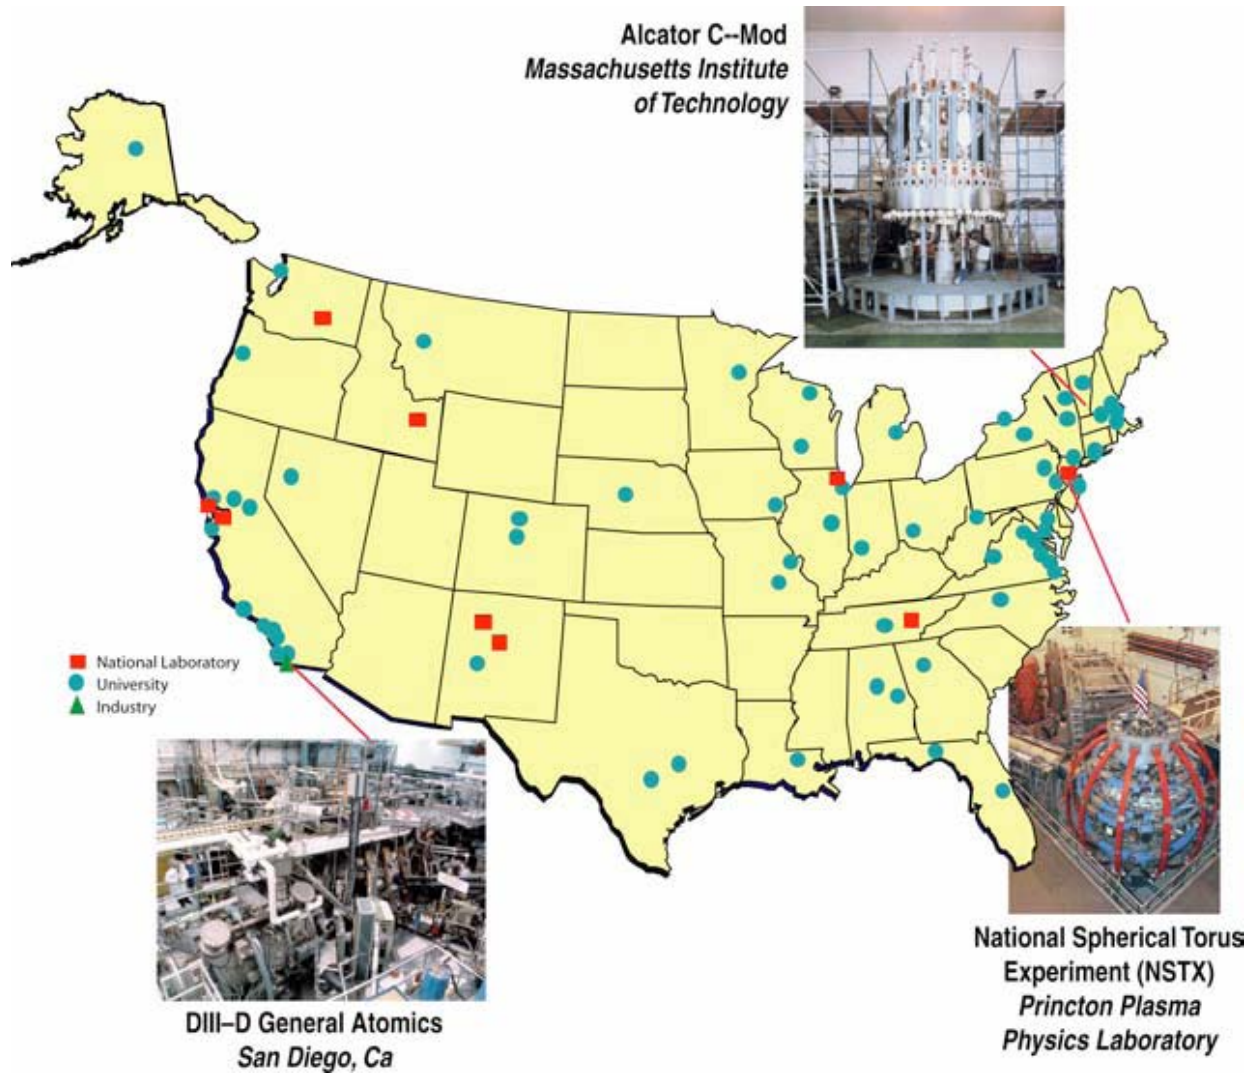 Alcator C--Mod
Massachusetts Institute
of Technology
National Laboratory
University
Industry
DIII–D General Atomics
San Diego, Ca
National Spherical Torus
Experiment (NSTX)
Princton Plasma
Physics Laboratory